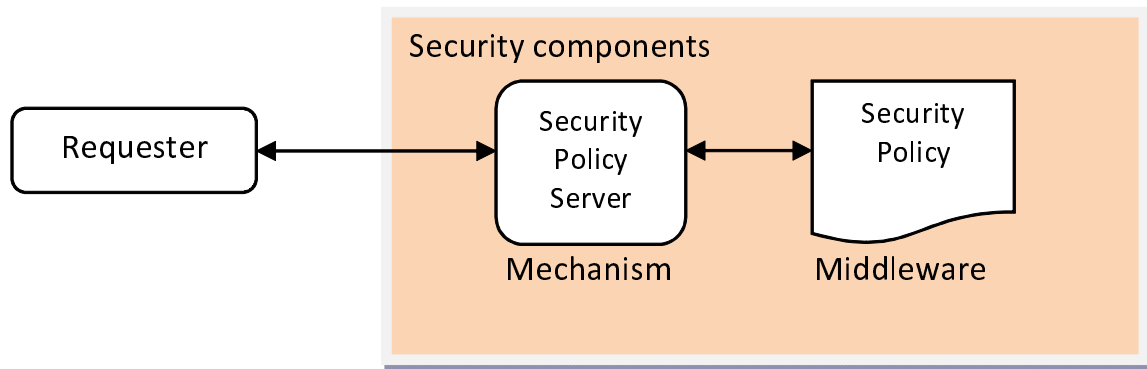 Security components
Requester
Security
Policy
Server
Security
Policy
Mechanism
Middleware